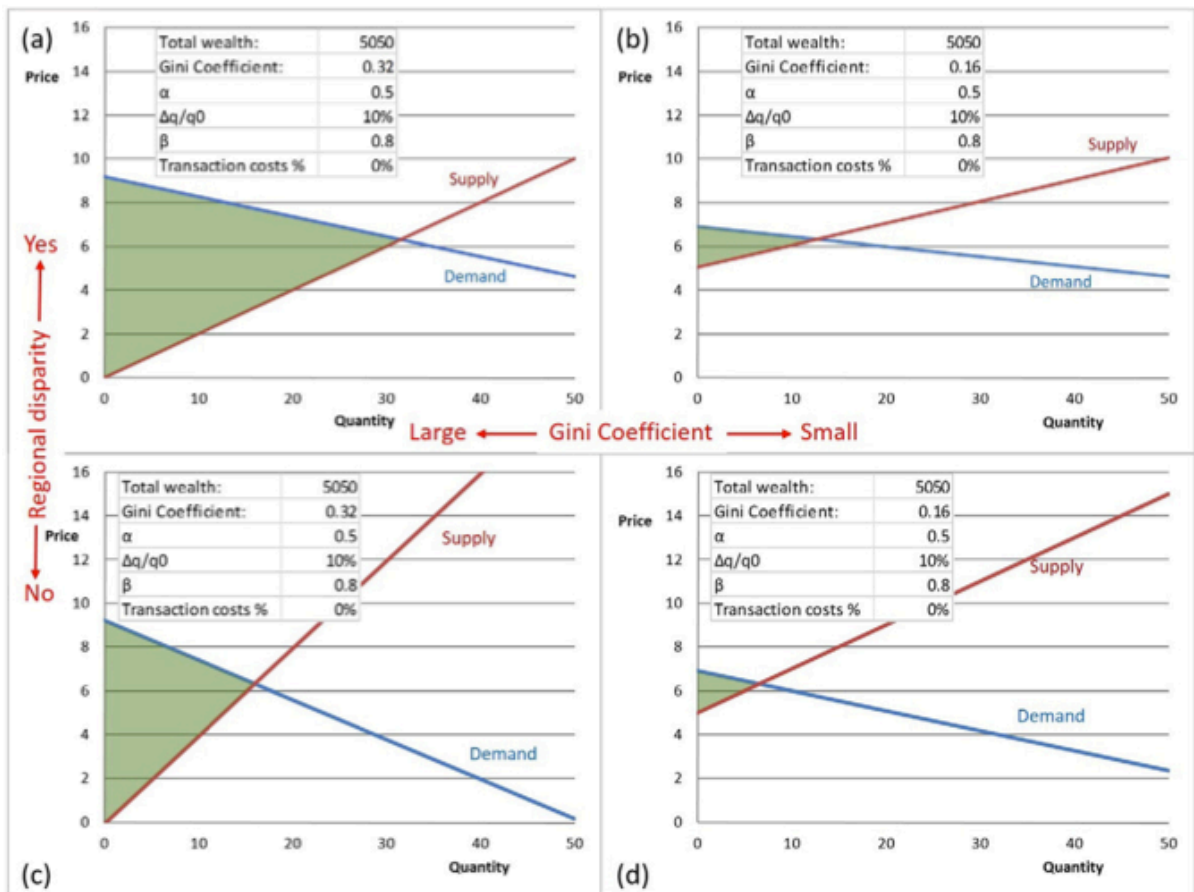 (a)
Price
16
14
12
10
8
6
4
2
0
Total wealth: 5050
Gini Coefficient: 0.32
α 0.5
Δq/q0 10%
β 0.8
Transaction costs % 0%
Supply
Demand
0 10 20 30 40 50
Quantity
(b)
Price
16
14
12
10
8
6
4
2
0
Total wealth: 5050
Gini Coefficient: 0.16
α 0.5
Δq/q0 10%
β 0.8
Transaction costs % 0%
Supply
Demand
0 10 20 30 40 50
Quantity
Yes
Regional disparity
No
Large Gini Coefficient Small
Price
16
14
12
10
8
6
4
2
0
Total wealth: 5050
Gini Coefficient: 0.32
α 0.5
Δq/q0 10%
β 0.8
Transaction costs % 0%
Supply
Demand
0 10 20 30 40 50
Quantity
(c)
Price
16
14
12
10
8
6
4
2
0
Total wealth: 5050
Gini Coefficient: 0.16
α 0.5
Δq/q0 10%
β 0.8
Transaction costs % 0%
Supply
Demand
0 10 20 30 40 50
Quantity
(d)